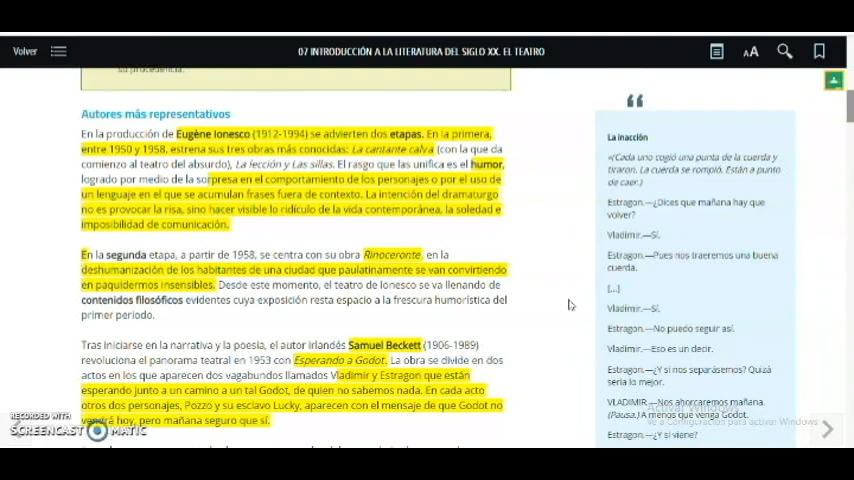 Volver
07 INTRODUCCIÓN A LA LITERATURA DEL SIGLO XX. EL TEATRO
AA
su procedencia.
Autores más representativos
En la producción de Eugène Ionesco (1912-1994) se advierten dos etapas. En la primera,
entre 1950 y 1958, estrena sus tres obras más conocidas: La cantante calva (con la que da
comienzo al teatro del absurdo), La lección y Las sillas. El rasgo que las unifica es el humor,
logrado por medio de la sorpresa en el comportamiento de los personajes o por el uso de
un lenguaje en el que se acumulan frases fuera de contexto. La intención del dramaturgo
no es provocar la risa, sino hacer visible lo ridículo de la vida contemporánea, la soledad e
imposibilidad de comunicación.
En la segunda etapa, a partir de 1958, se centra con su obra Rinoceronte, en la
deshumanización de los habitantes de una ciudad que paulatinamente se van convirtiendo
en paquidermos insensibles. Desde este momento, el teatro de Ionesco se va llenando de
contenidos filosóficos evidentes cuya exposición resta espacio a la frescura humorística del
primer periodo.
Tras iniciarse en la narrativa y la poesía, el autor irlandés Samuel Beckett (1906-1989)
revoluciona el panorama teatral en 1953 con Esperando a Godot. La obra se divide en dos
actos en los que aparecen dos vagabundos llamados Vladimir y Estragon que están
esperando junto a un camino a un tal Godot, de quien no sabemos nada. En cada acto
otros dos personajes, Pozzo y su esclavo Lucky, aparecen con el mensaje de que Godot no
vendrá hoy, pero mañana seguro que sí.
La inacción
«(Cada uno cogió una punta de la cuerda y
tiraron. La cuerda se rompió. Están a punto
de caer.)
Estragon.—¿Dices que mañana hay que
volver?
Vladimir.—Sí.
Estragon.—Pues nos traeremos una buena
cuerda.
[...]
Vladimir.—Sí.
Estragon.—No puedo seguir así.
Vladimir.—Eso es un decir.
Estragon.—¿Y si nos separásemos? Quizá
sería lo mejor.
VLADIMIR.—Nos ahorcaremos mañana.
(Pausa.) A menos que venga Godot.
Estragon.—¿Y si viene?
Activar Windows
Ve a Configuración para activar Windows
RECORDED WITH
SCREENCAST MATIC